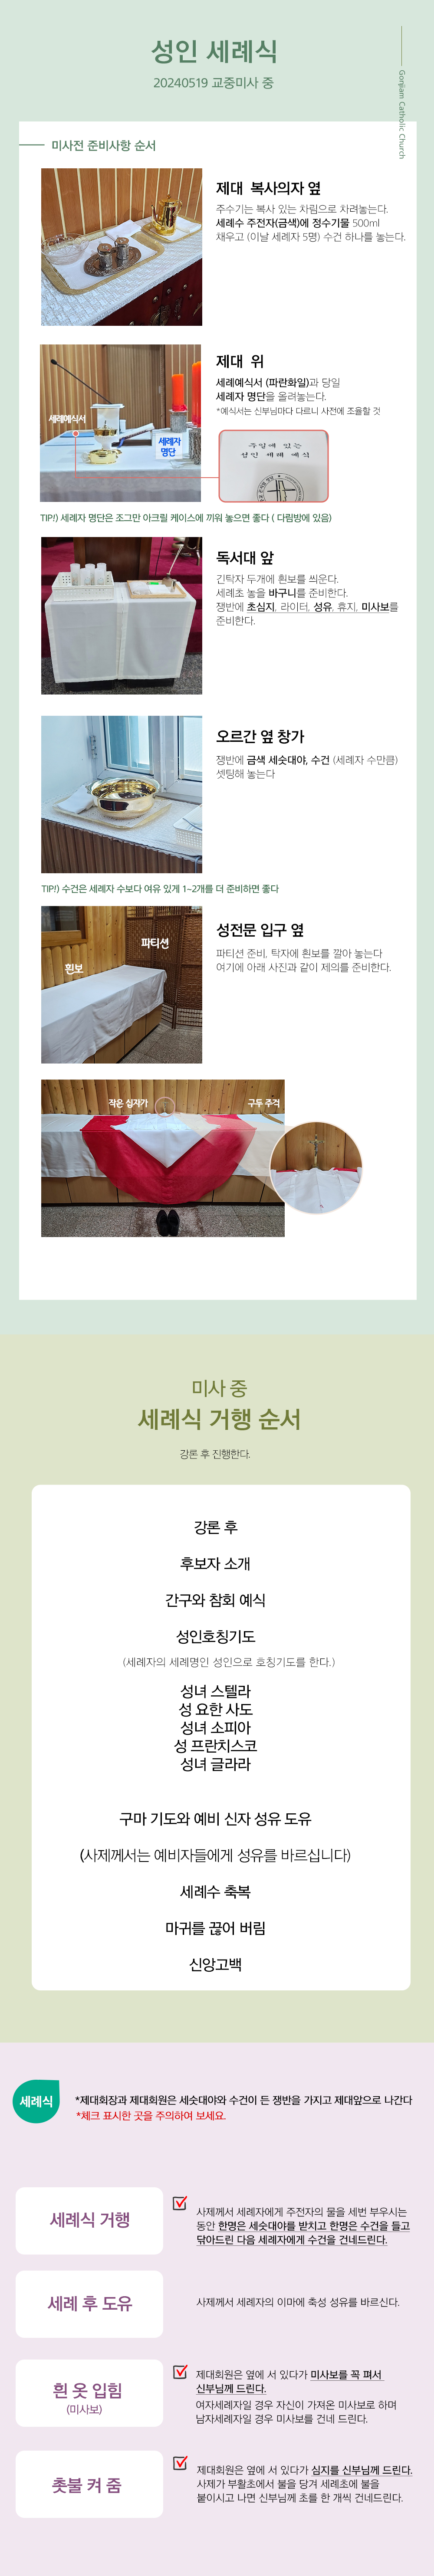 성인 세례식
20240519 교중미사 중
Gonjiam Catholic Church
미사전 준비사항 순서
제대 복사의자 옆
주수기는 복사 있는 차림으로 차려놓는다.
세례수 주전자(금색)에 정수기물 500ml
채우고 (이날 세례자 5명) 수건 하나를 놓는다.
제대 위
세례예식서 (파란화일)과 당일
세례자 명단을 올려놓는다.
*예식서는 신부님마다 다르니 사전에 조율할 것
세례예식서
세례자
명단
주일에 있는
성인 세례 예식
TIP!) 세례자 명단은 조그만 아크릴 케이스에 끼워 놓으면 좋다 ( 다림방에 있음)
독서대 앞
긴탁자 두개에 흰보를 씌운다.
세례초 놓을 바구니를 준비한다.
쟁반에 초심지, 라이터, 성유, 휴지, 미사보를
준비한다.
오르간 옆 창가
쟁반에 금색 세숫대야, 수건 (세례자 수만큼)
셋팅해 놓는다
TIP!) 수건은 세례자 수보다 여유 있게 1~2개를 더 준비하면 좋다
성전문 입구 옆
파티션 준비, 탁자에 흰보를 깔아 놓는다
여기에 아래 사진과 같이 제의를 준비한다.
파티션
흰보
작은 십자가
구두 주걱
미사 중
세례식 거행 순서
강론 후 진행한다.
강론 후
후보자 소개
간구와 참회 예식
성인호칭기도
(세례자의 세례명인 성인으로 호칭기도를 한다.)
성녀 스텔라
성 요한 사도
성녀 소피아
성 프란치스코
성녀 글라라
구마 기도와 예비 신자 성유 도유
(사제께서는 예비자들에게 성유를 바르십니다)
세례수 축복
마귀를 끊어 버림
신앙고백
세례식
*제대회장과 제대회원은 세숫대야와 수건이 든 쟁반을 가지고 제대앞으로 나간다
*체크 표시한 곳을 주의하여 보세요.
세례식 거행
사제께서 세례자에게 주전자의 물을 세번 부우시는
동안 한명은 세숫대야를 받치고 한명은 수건을 들고
닦아드린 다음 세례자에게 수건을 건네드린다.
세례 후 도유
사제께서 세례자의 이마에 축성 성유를 바르신다.
흰 옷 입힘
(미사보)
제대회원은 옆에 서 있다가 미사보를 꼭 펴서
신부님께 드린다.
여자세례자일 경우 자신이 가져온 미사보로 하며
남자세례자일 경우 미사보를 건네 드린다.
촛불 켜 줌
제대회원은 옆에 서 있다가 심지를 신부님께 드린다.
사제가 부활초에서 불을 당겨 세례초에 불을
붙이시고 나면 신부님께 초를 한 개씩 건네드린다.